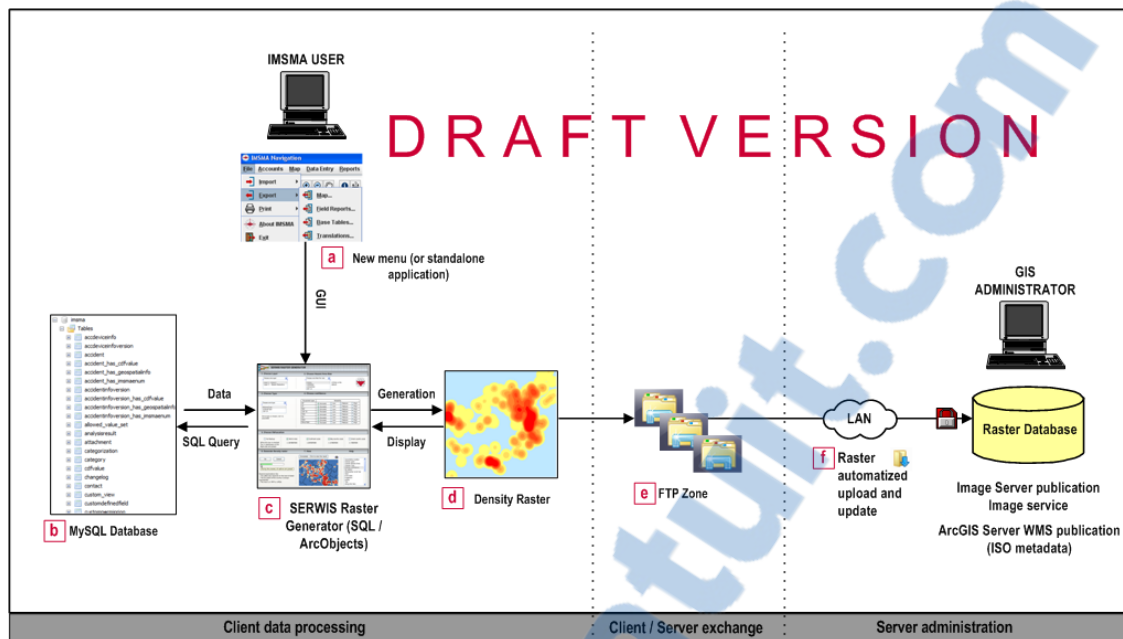 IMSMA USER
DRAFT VERSION
IMSMA Navigation
File Accounts Map Data Entry Reports
Import
Export
Print
About IMSMA
Exit
Map...
Field Reports...
Base Tables...
Translations...
a New menu (or standalone
application)
GUI
imsma
Tables
accdeviceinfo
accdeviceinfoversion
accident
accident_has_cdfvalue
accident_has_geospatialinfo
accident_has_imsmaenum
accidentinfoversion
accidentinfoversion_has_cdfvalue
accidentinfoversion_has_geospatialinfo
accidentinfoversion_has_imsmaenum
allowed_value_set
analysisresult
attachment
categorization
category
cdfvalue
changelog
contact
custom_view
customdefinedfield
b MySQL Database
Data
SQL Query
c SERWIS Raster
Generator (SQL /
ArcObjects)
Generation
Display
d Density Raster
e FTP Zone
LAN
f Raster
automatized
upload and
update
GIS
ADMINISTRATOR
Raster Database
Image Server publication
Image service
ArcGIS Server WMS publication
(ISO metadata)
Client data processing
Client / Server exchange
Server administration
tuit.com